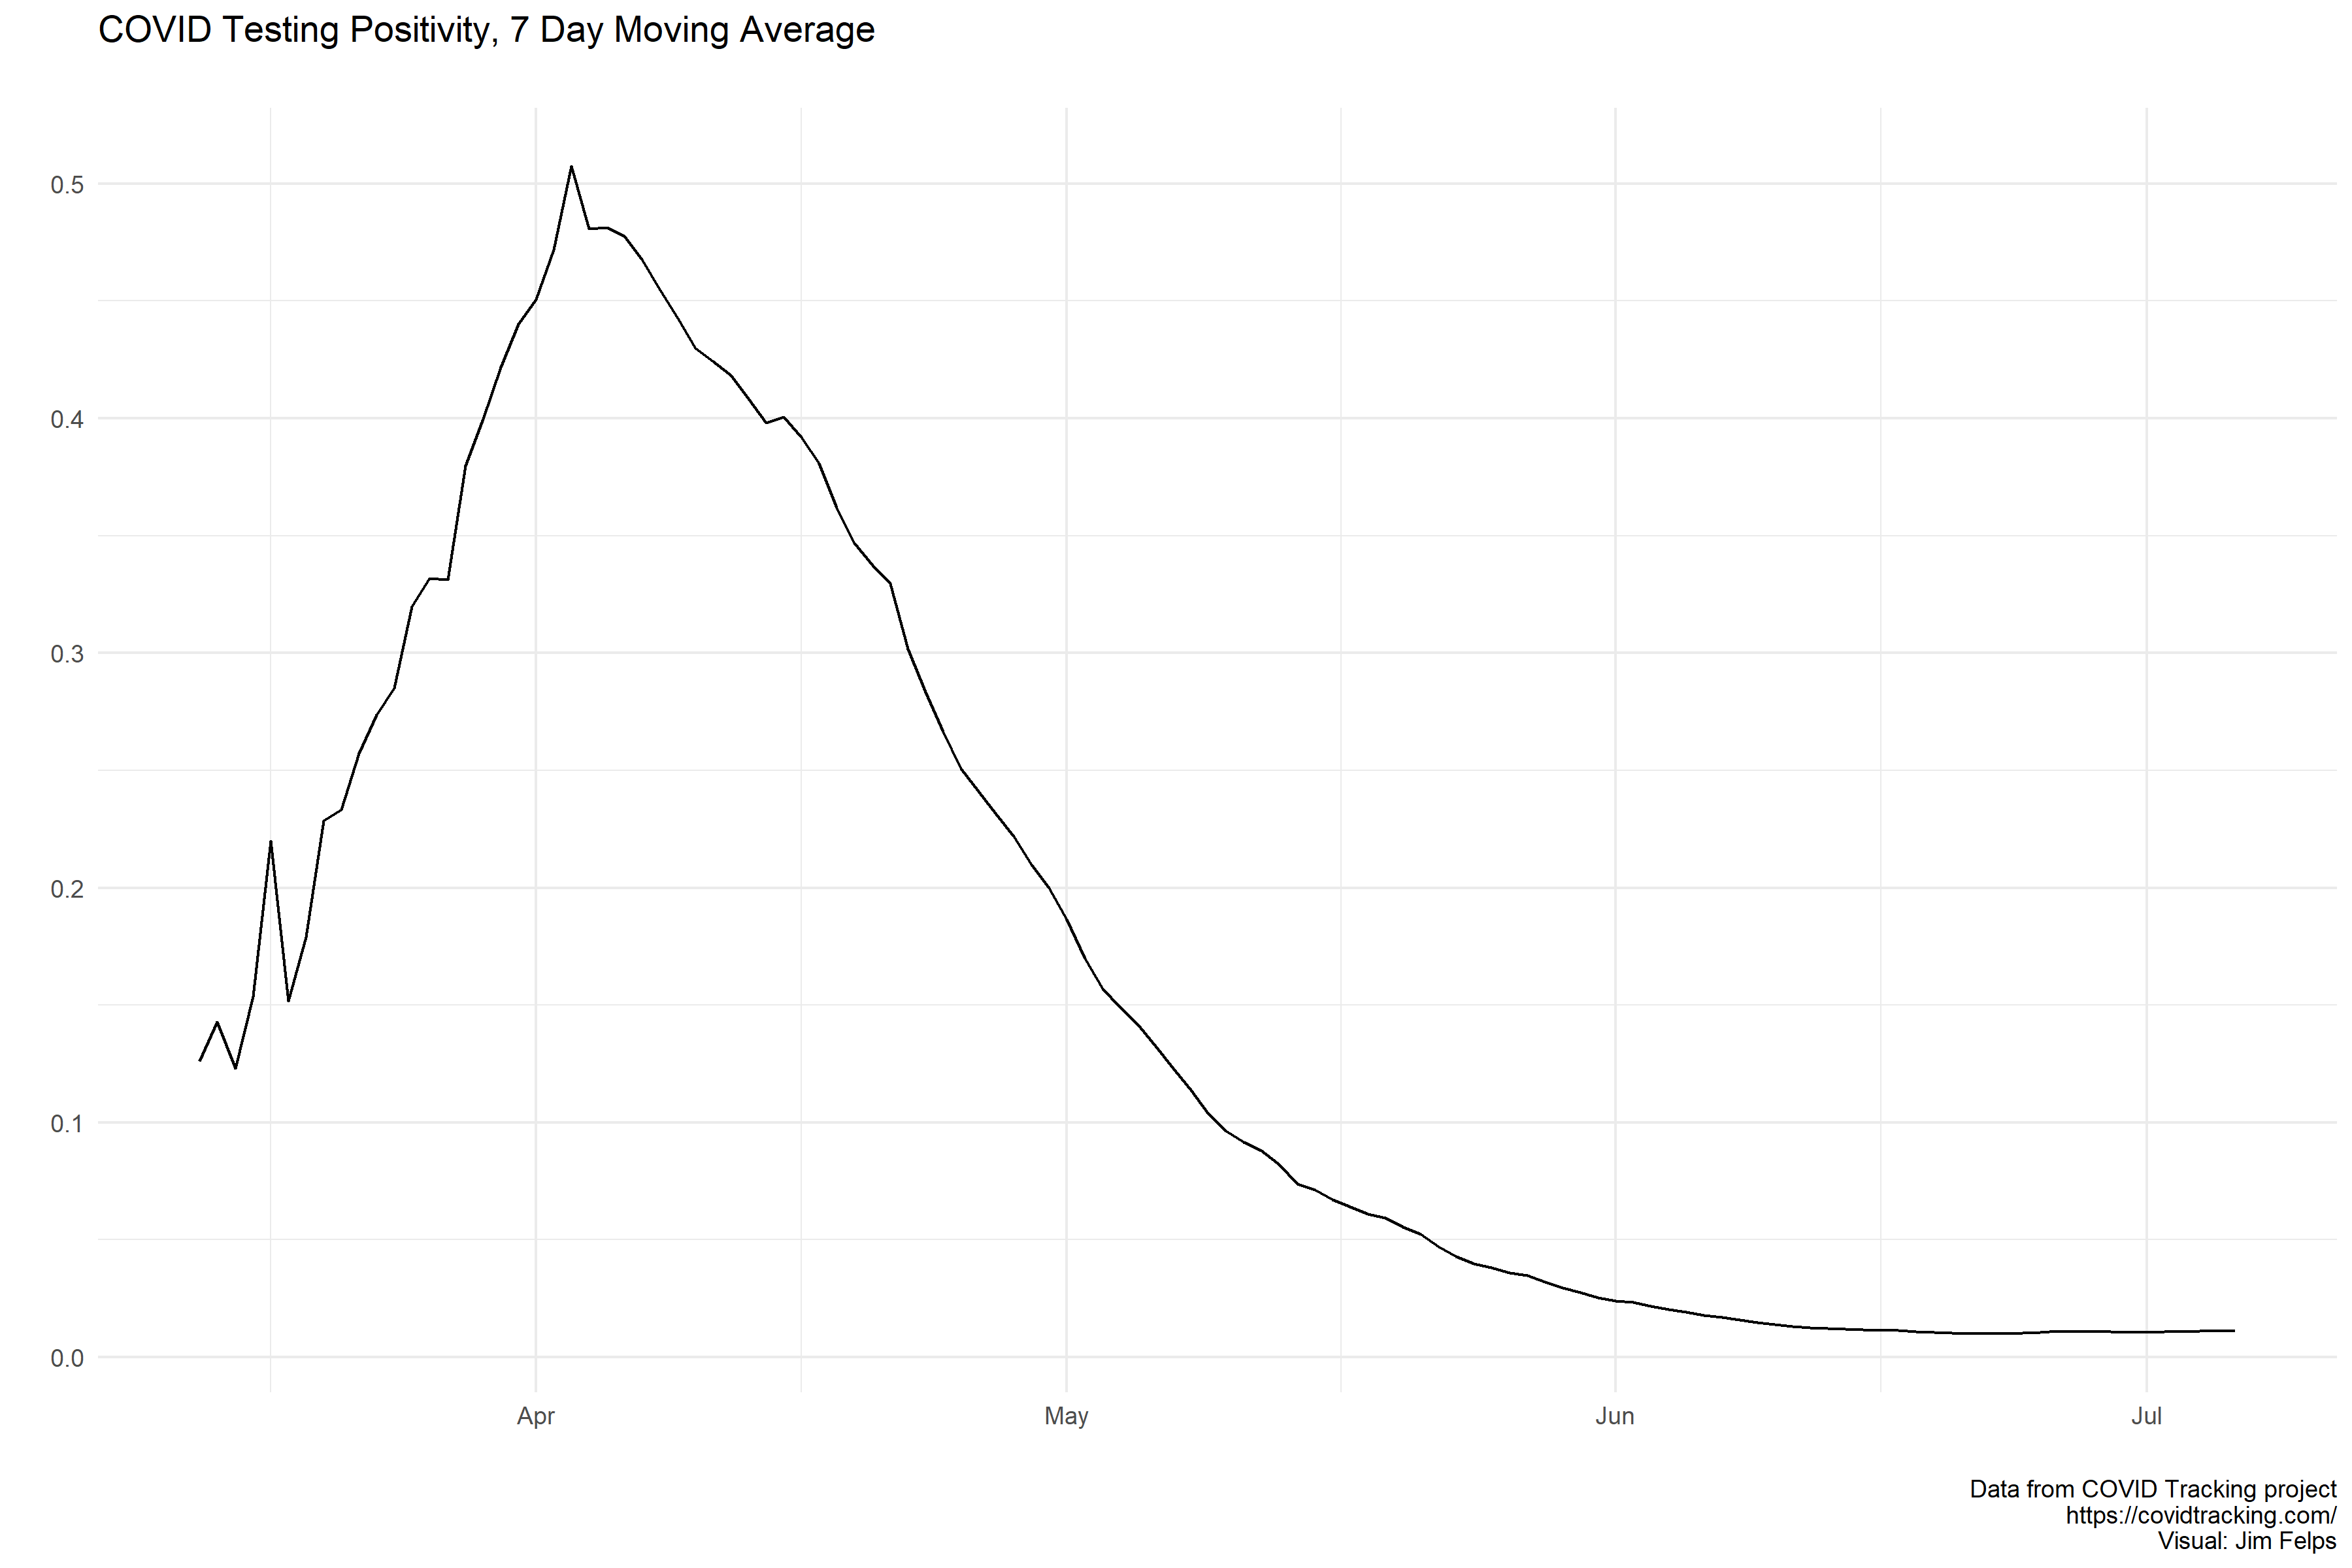 COVID Testing Positivity, 7 Day Moving Average
0.5
0.4
0.3
0.2
0.1
0.0
Apr May Jun Jul
Data from COVID Tracking project
https://covidtracking.com/
Visual: Jim Felps